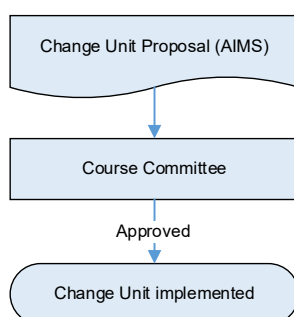 Change Unit Proposal (AIMS)
Course Committee
Approved
Change Unit implemented